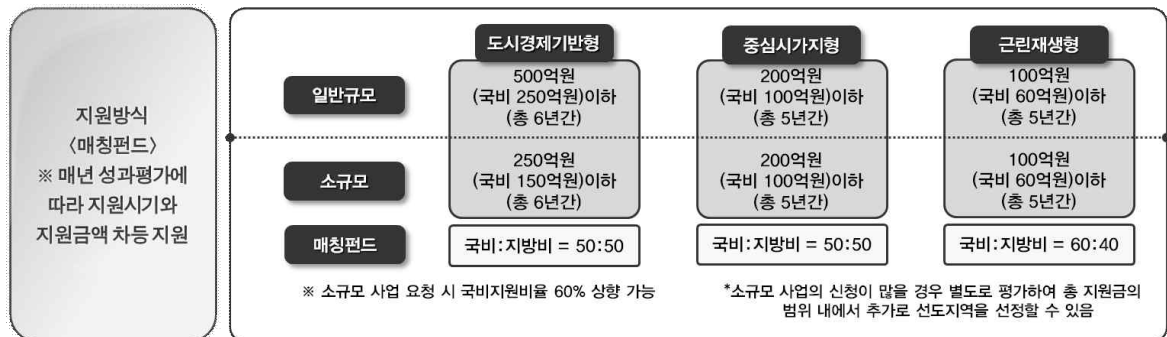 지원방식
〈매칭펀드〉
※ 매년 성과평가에
따라 지원시기와
지원금액 차등 지원
도시경제기반형
중심시가지형
근린재생형
일반규모
500억원
(국비 250억원)이하
(총 6년간)
200억원
(국비 100억원)이하
(총 5년간)
100억원
(국비 60억원)이하
(총 5년간)
소규모
250억원
(국비 150억원)이하
(총 6년간)
200억원
(국비 100억원)이하
(총 5년간)
100억원
(국비 60억원)이하
(총 5년간)
매칭펀드
국비:지방비 = 50:50
국비:지방비 = 50:50
국비:지방비 = 60:40
※ 소규모 사업 요청 시 국비지원비율 60% 상향 가능
*소규모 사업의 신청이 많을 경우 별도로 평가하여 총 지원금의
범위 내에서 추가로 선도지역을 선정할 수 있음